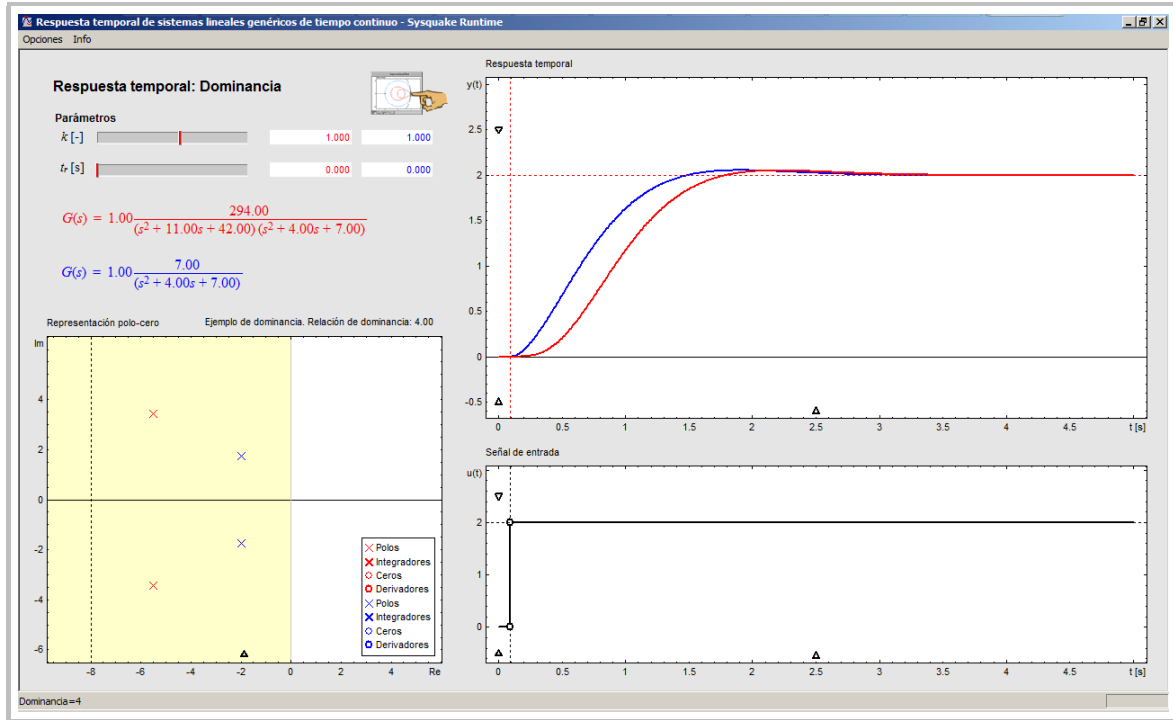 Respuesta temporal de sistemas lineales genéricos de tiempo continuo - Sysquake Runtime
Opciones Info
Respuesta temporal: Dominancia
Parámetros
k [-] 1.000 1.000
tr [s] 0.000 0.000
G(s) = 1.00 294.00 / (s² + 11.00s + 42.00) (s² + 4.00s + 7.00)
G(s) = 1.00 7.00 / (s² + 4.00s + 7.00)
Representación polo-cero Ejemplo de dominancia. Relación de dominancia: 4.00
Im
4
2
0
-2
-4
-6
-8 -6 -4 -2 0 2 4 Re
Polos
Integradores
Ceros
Derivadores
Polos
Integradores
Ceros
Derivadores
Respuesta temporal
y(t)
2.5
2
1.5
1
0.5
0
-0.5
0 0.5 1 1.5 2 2.5 3 3.5 4 4.5 t [s]
Señal de entrada
u(t)
2
1
0
0 0.5 1 1.5 2 2.5 3 3.5 4 4.5 t [s]
Dominancia=4